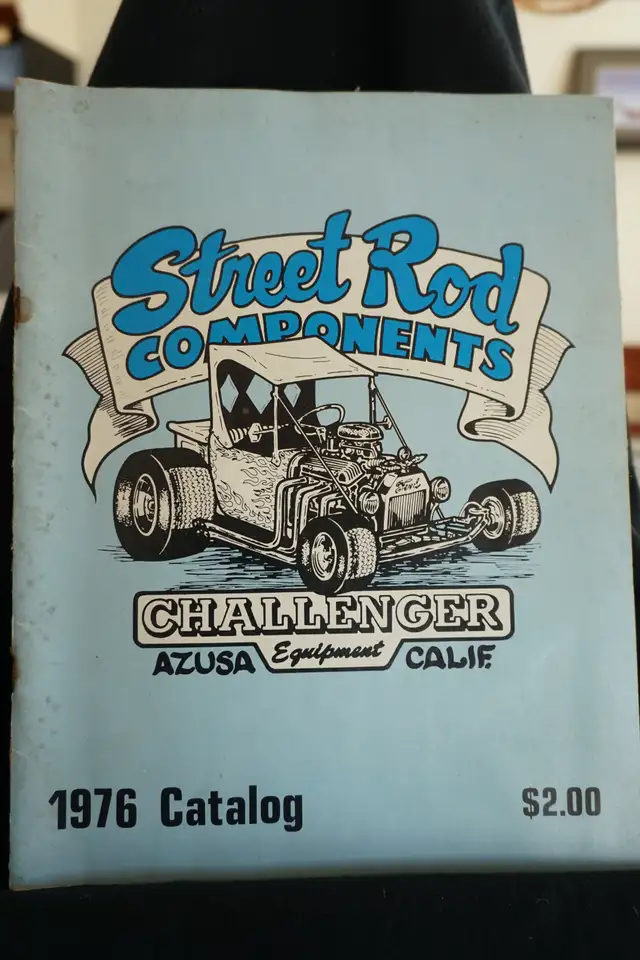 Street Rod
COMPONENTS
CHALLENGER
Equipment
AZUSA CALIF.
1976 Catalog
$2.00